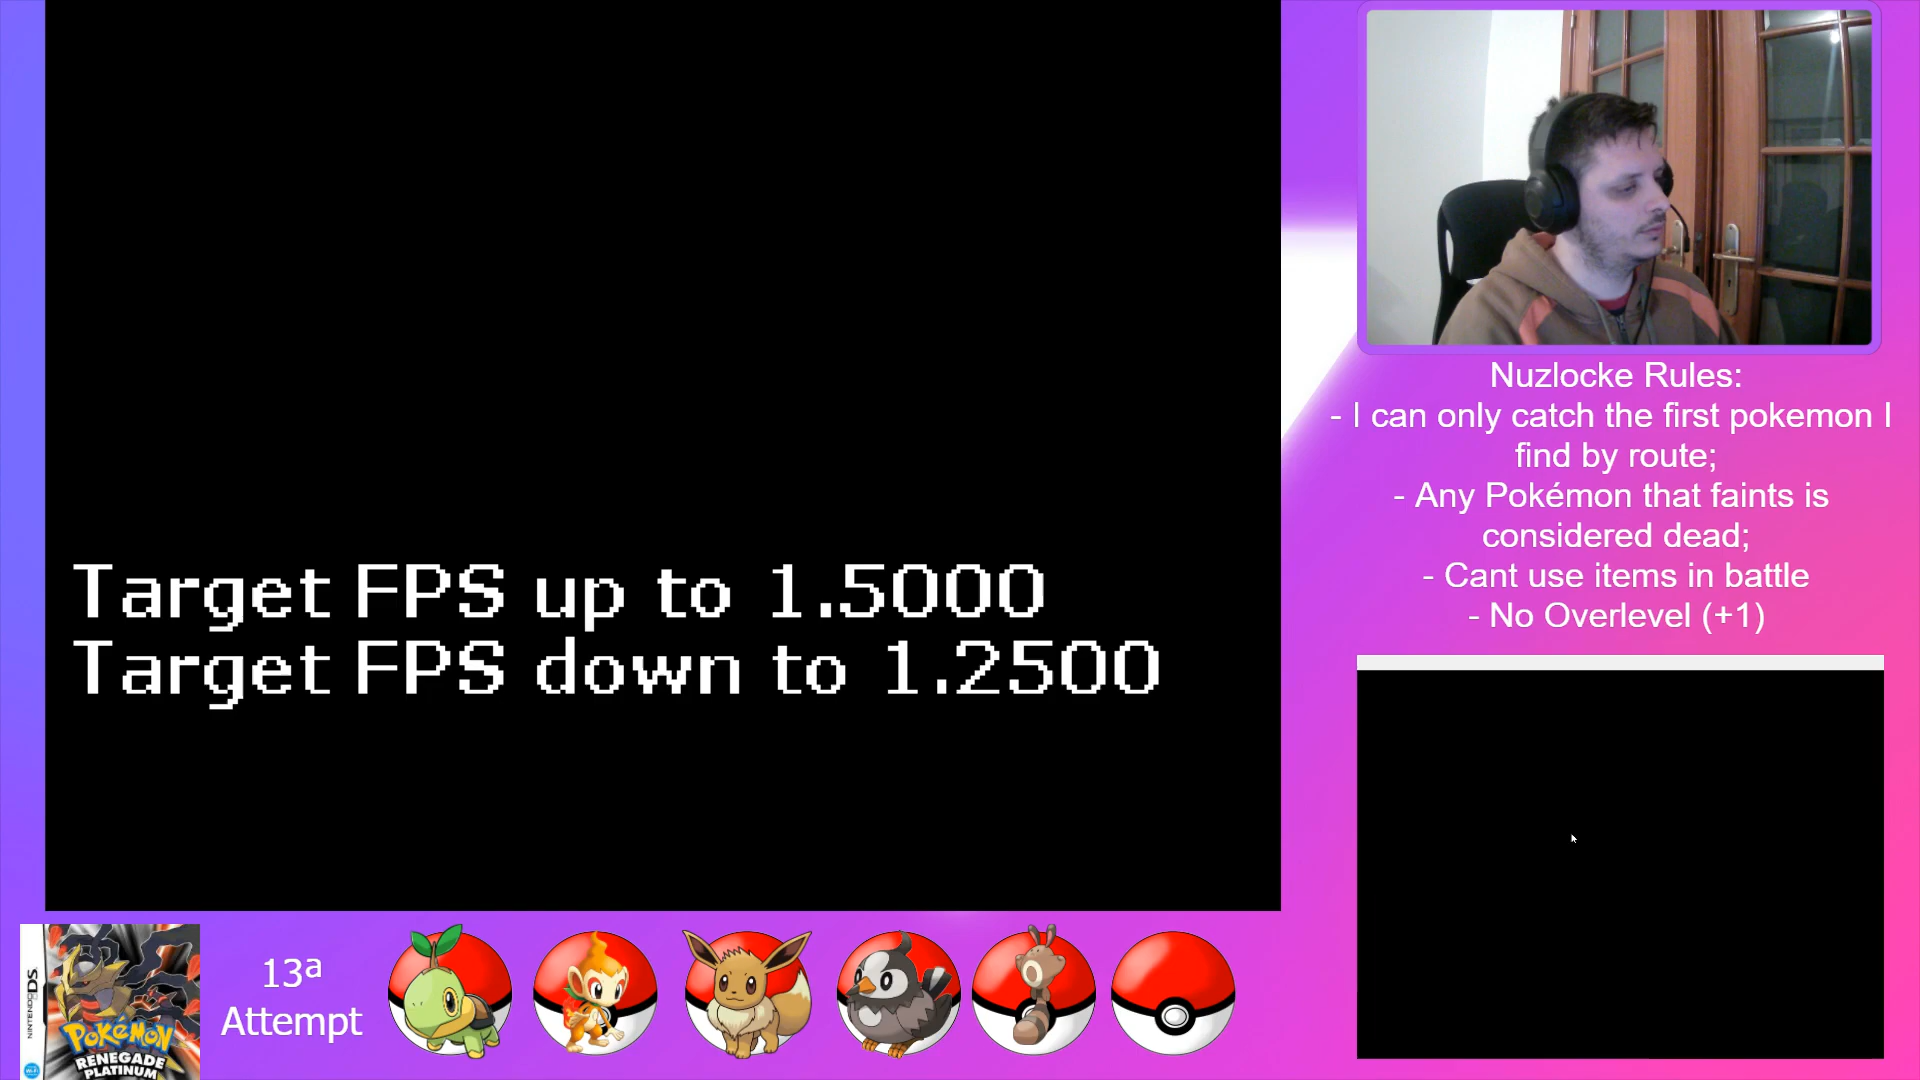 Target FPS up to 1.5000
Target FPS down to 1.2500
Nuzlocke Rules:
- I can only catch the first pokemon I
find by route;
- Any Pokémon that faints is
considered dead;
- Cant use items in battle
- No Overlevel (+1)
NINTENDO DS
Wi-Fi
POKéMON
RENEGADE
PLATINUM
13ª
Attempt